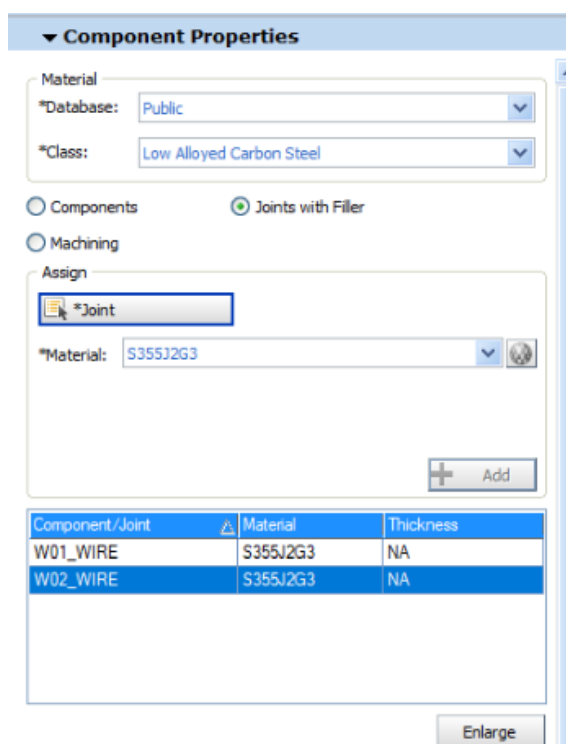 Component Properties
Material
*Database: Public
*Class: Low Alloyed Carbon Steel
Components Joints with Filler
Machining
Assign
*Joint
*Material: S355J2G3
Add
Component/Joint Material Thickness
W01_WIRE S355J2G3 NA
W02_WIRE S355J2G3 NA
Enlarge